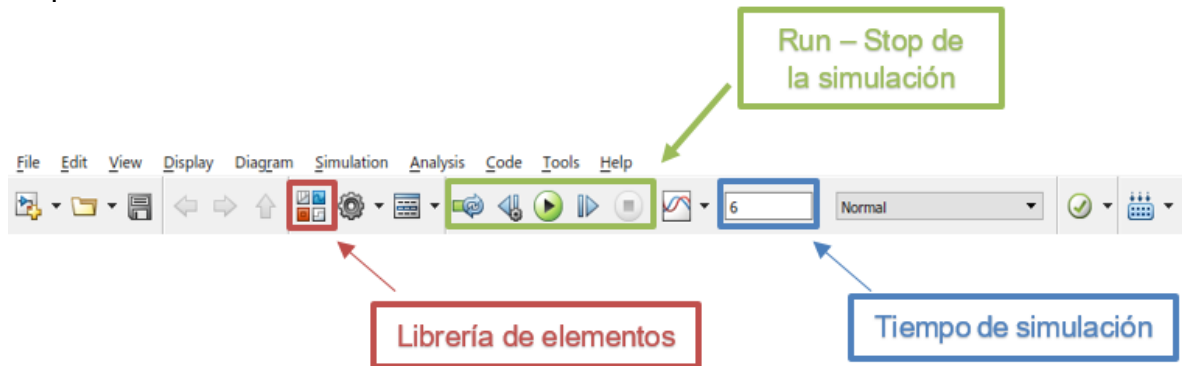 Run – Stop de
la simulación
File Edit View Display Diagram Simulation Analysis Code Tools Help
6 Normal
Librería de elementos
Tiempo de simulación